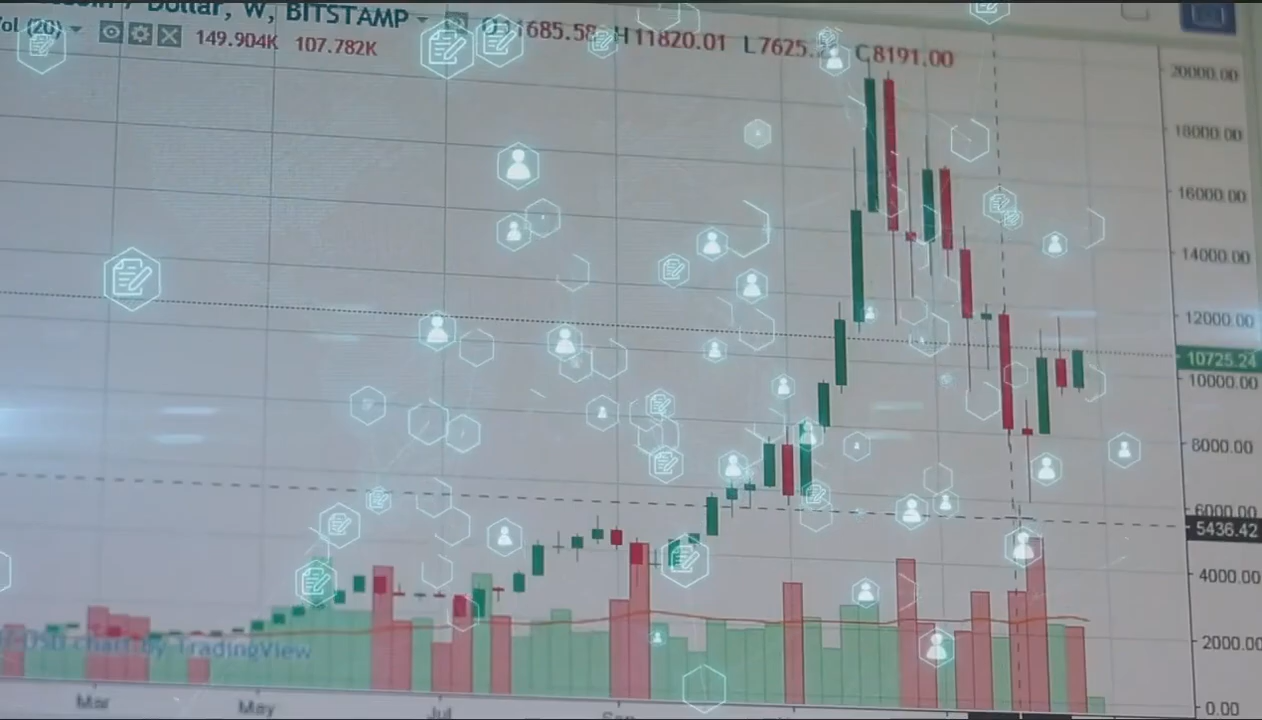 Dollar, W, BITSTAMP
H11820.01 C8191.00
149.904K 107.782K
20000.00
18000.00
16000.00
14000.00
12000.00
10725.24
10000.00
8000.00
6000.00
5436.42
4000.00
2000.00
0.00
chart by TradingView
Mar May Jul